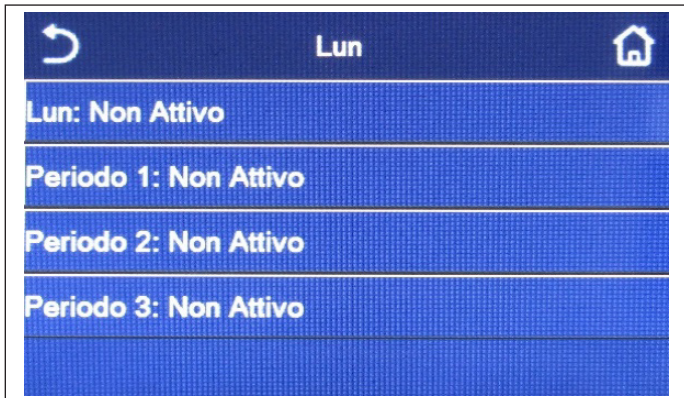 Lun
Lun: Non Attivo
Periodo 1: Non Attivo
Periodo 2: Non Attivo
Periodo 3: Non Attivo